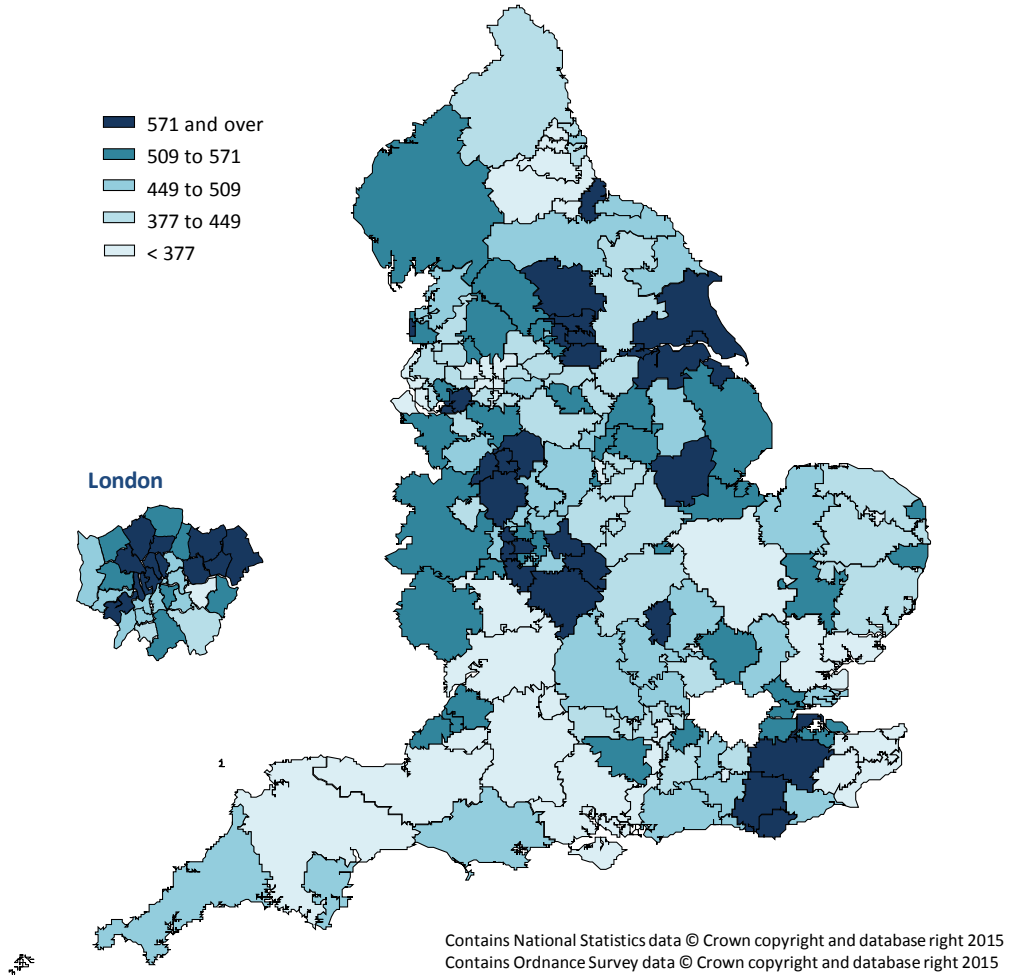 571 and over
509 to 571
449 to 509
377 to 449
< 377
London
1
Contains National Statistics data © Crown copyright and database right 2015
Contains Ordnance Survey data © Crown copyright and database right 2015